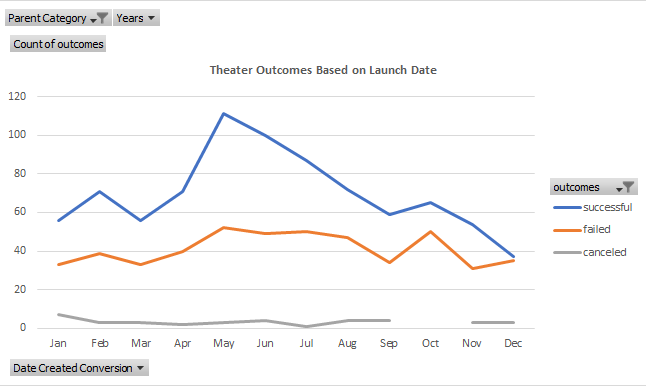 Parent Category Years
Count of outcomes
Theater Outcomes Based on Launch Date
120
100
80
60
40
20
0
Jan Feb Mar Apr May Jun Jul Aug Sep Oct Nov Dec
outcomes
successful
failed
canceled
Date Created Conversion